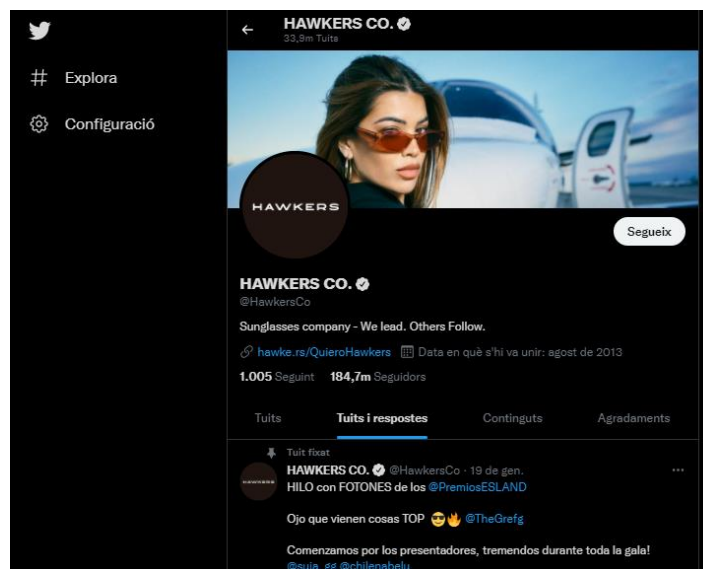 HAWKERS CO.
33,9m Tuits
Explora
Configuració
HAWKERS
Segueix
HAWKERS CO.
@HawkersCo
Sunglasses company - We lead. Others Follow.
hawke.rs/QuieroHawkers Data en què s'hi va unir: agost de 2013
1.005 Seguint 184,7m Seguidors
Tuits Tuits i respostes Continguts Agradaments
Tuit fixat
HAWKERS CO. @HawkersCo · 19 de gen.
HAWKERS
HILO con FOTONES de los @PremiosESLAND
Ojo que vienen cosas TOP 😎🔥 @TheGrefg
Comenzamos por los presentadores, tremendos durante toda la gala!
@suja_gg @chilenabelu